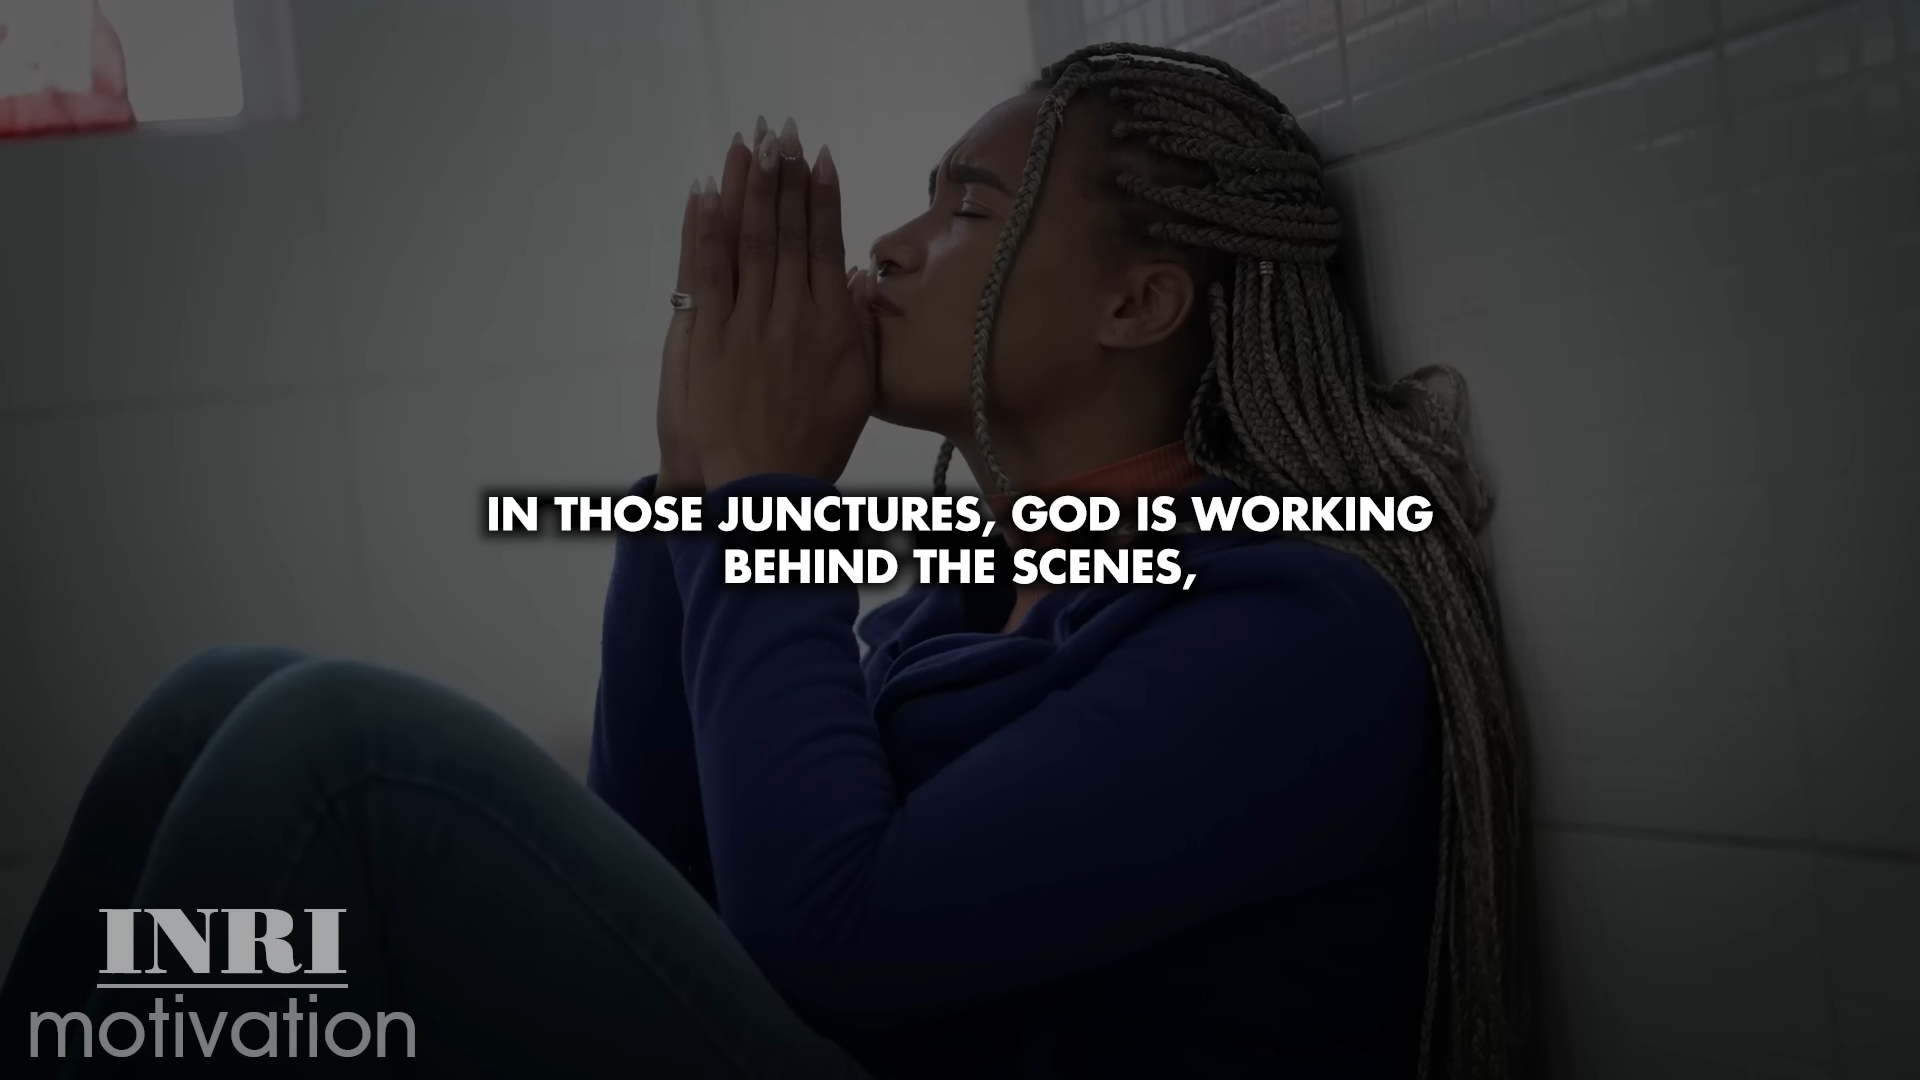 IN THOSE JUNCTURES, GOD IS WORKING
BEHIND THE SCENES,
INRI
motivation